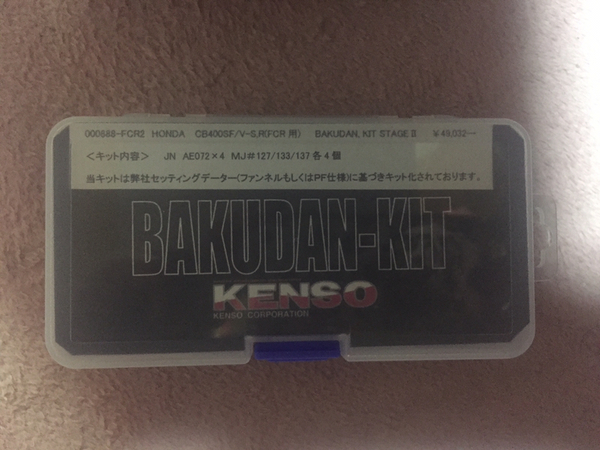 000688-FCR2 HONDA CB400SF/V-S,R(FCR 用) BAKUDAN, KIT STAGEⅡ ￥49,032―
＜キット内容＞ JN AE072×4 MJ#127/133/137 各4個
当キットは弊社セッティングデーター(ファンネルもしくはPF仕様)に基づきキット化されております。
BAKUDAN-KIT
KENSO
KENSO CORPORATION